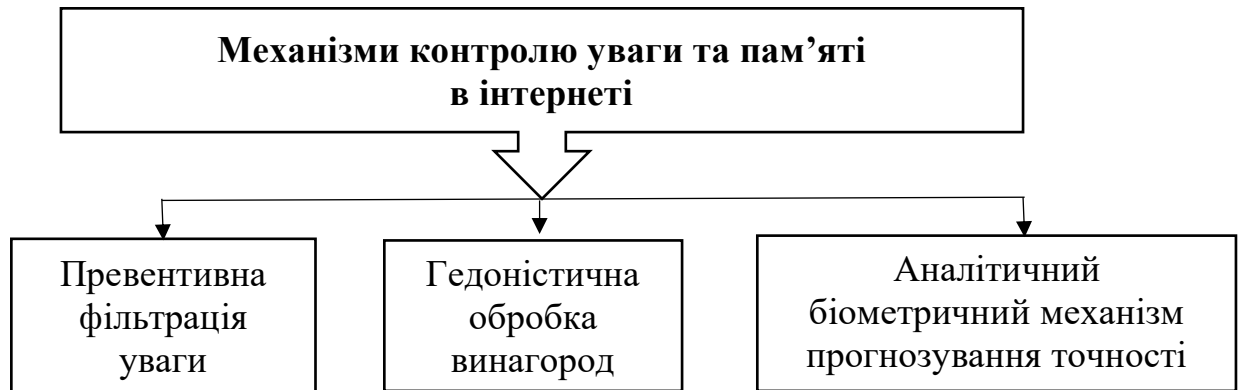 Механізми контролю уваги та пам’яті
в інтернеті
Превентивна
фільтрація
уваги
Гедоністична
обробка
винагород
Аналітичний
біометричний механізм
прогнозування точності